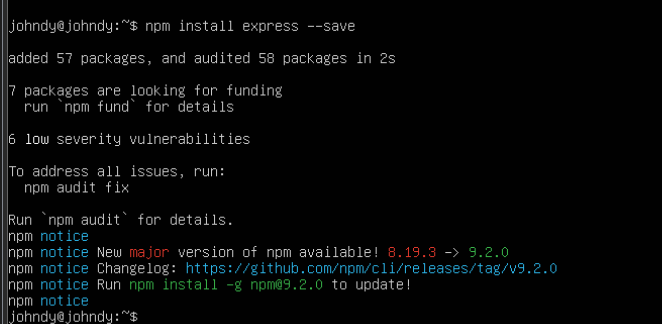 johndy@johndy:~$ npm install express --save
added 57 packages, and audited 58 packages in 2s
7 packages are looking for funding
run `npm fund` for details
6 low severity vulnerabilities
To address all issues, run:
npm audit fix
Run `npm audit` for details.
npm notice
npm notice New major version of npm available! 8.19.3 -> 9.2.0
npm notice Changelog: https://github.com/npm/cli/releases/tag/v9.2.0
npm notice Run npm install -g npm@9.2.0 to update!
npm notice
johndy@johndy:~$